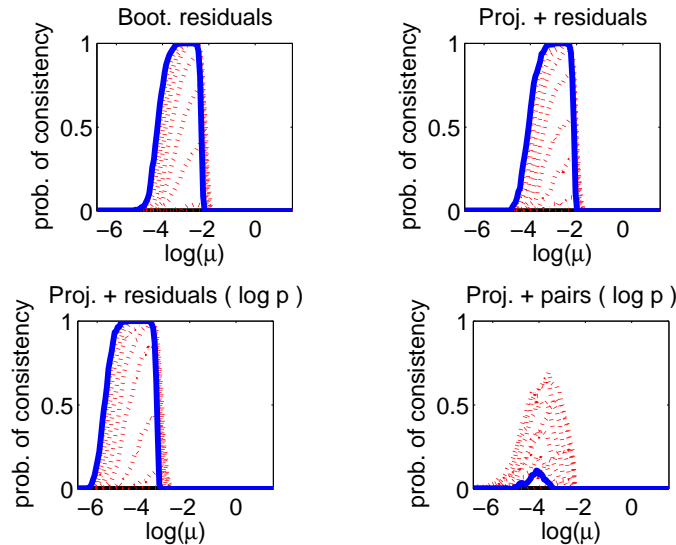 Boot. residuals
prob. of consistency
1
0.5
0
−6 −4 −2 0
log(μ)
Proj. + residuals
prob. of consistency
1
0.5
0
−6 −4 −2 0
log(μ)
Proj. + residuals ( log p )
prob. of consistency
1
0.5
0
−6 −4 −2 0
log(μ)
Proj. + pairs ( log p )
prob. of consistency
1
0.5
0
−6 −4 −2 0
log(μ)